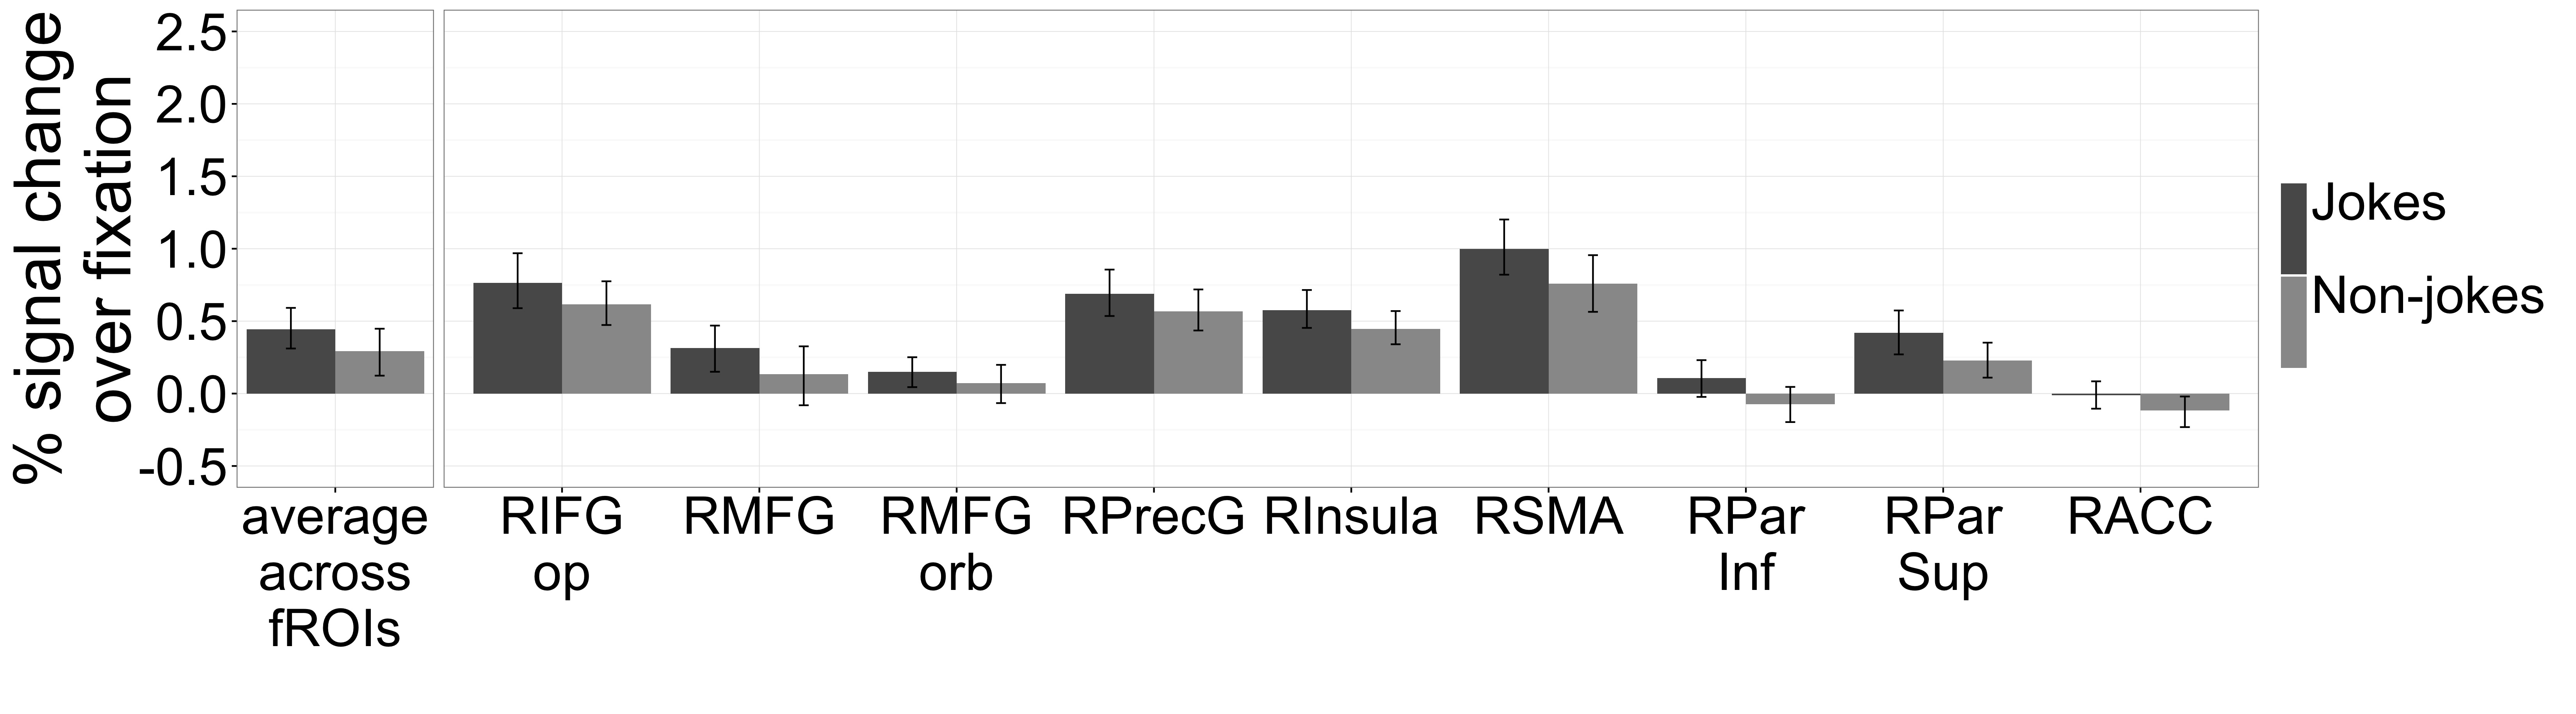 % signal change
over fixation
2.5
2.0
1.5
1.0
0.5
0.0
-0.5
average
across
fROIs
RIFG
op
RMFG
RMFG
orb
RPrecG
RInsula
RSMA
RPar
Inf
RPar
Sup
RACC
Jokes
Non-jokes